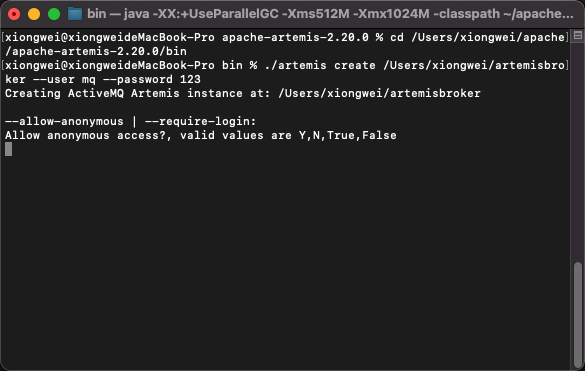 bin — java -XX:+UseParallelGC -Xms512M -Xmx1024M -classpath ~/apache...
[xiongwei@xiongweideMacBook-Pro apache-artemis-2.20.0 % cd /Users/xiongwei/apache]
/apache-artemis-2.20.0/bin
[xiongwei@xiongweideMacBook-Pro bin % ./artemis create /Users/xiongwei/artemisbro]
ker --user mq --password 123
Creating ActiveMQ Artemis instance at: /Users/xiongwei/artemisbroker
--allow-anonymous | --require-login:
Allow anonymous access?, valid values are Y,N,True,False